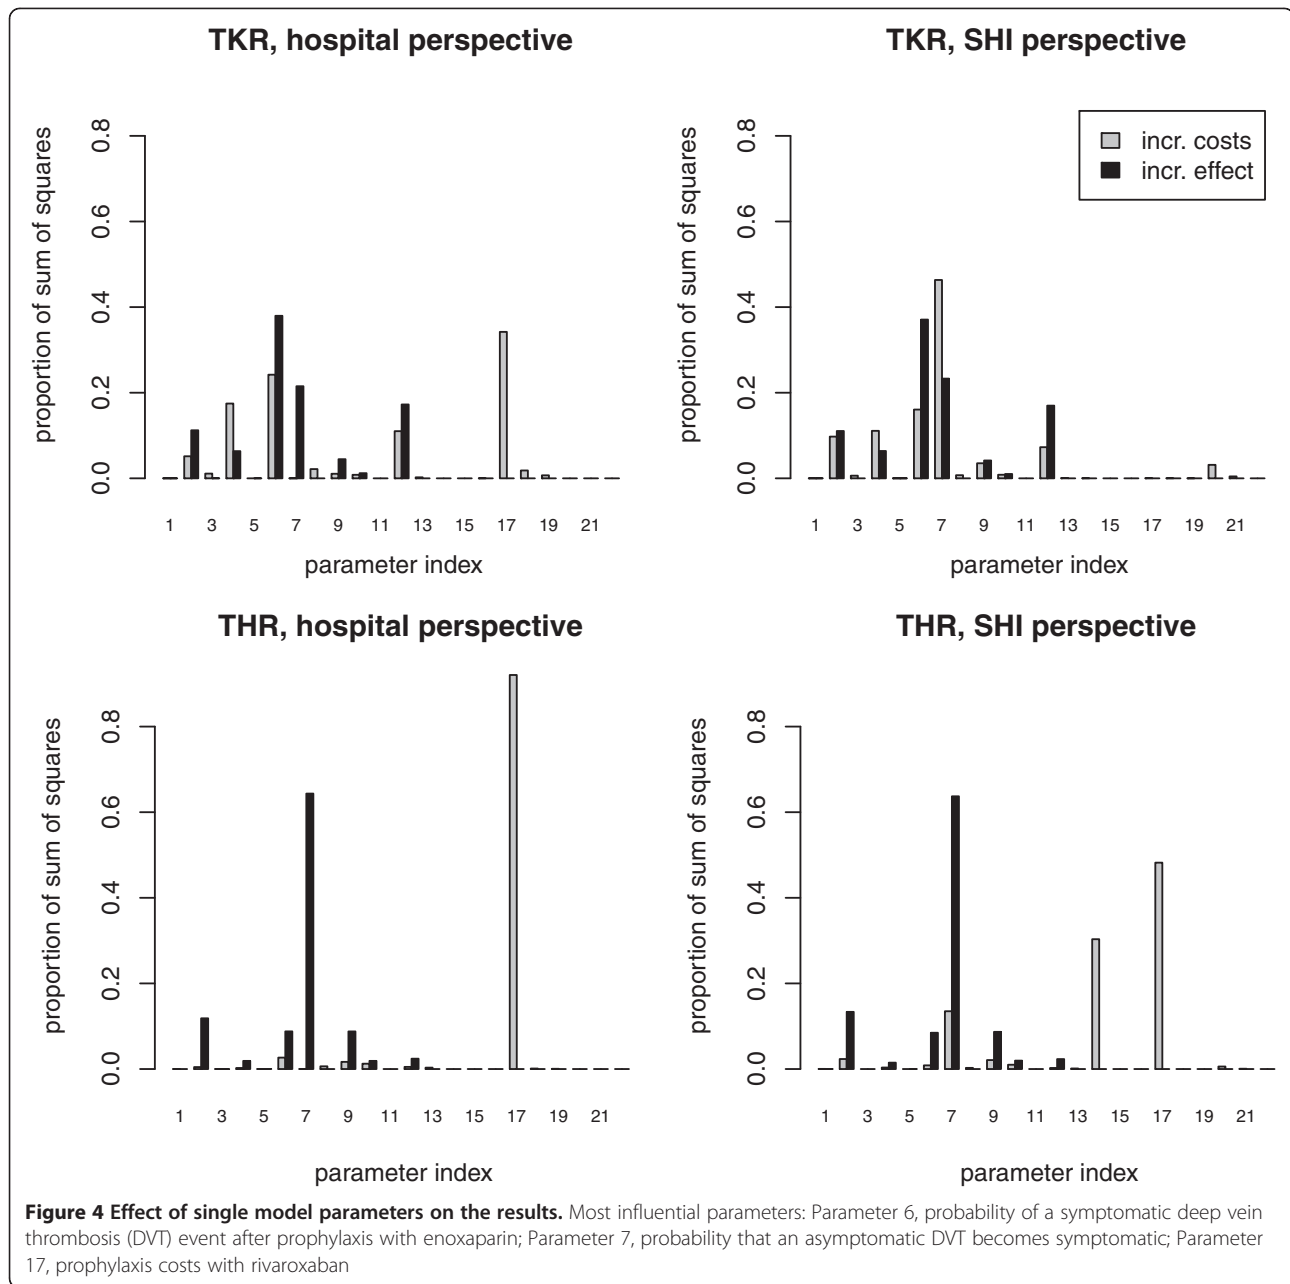 TKR, hospital perspective
proportion of sum of squares
0.0 0.2 0.4 0.6 0.8
1 3 5 7 9 11 13 15 17 19 21
parameter index
TKR, SHI perspective
incr. costs
incr. effect
proportion of sum of squares
0.0 0.2 0.4 0.6 0.8
1 3 5 7 9 11 13 15 17 19 21
parameter index
THR, hospital perspective
proportion of sum of squares
0.0 0.2 0.4 0.6 0.8
1 3 5 7 9 11 13 15 17 19 21
parameter index
THR, SHI perspective
proportion of sum of squares
0.0 0.2 0.4 0.6 0.8
1 3 5 7 9 11 13 15 17 19 21
parameter index
Figure 4 Effect of single model parameters on the results. Most influential parameters: Parameter 6, probability of a symptomatic deep vein
thrombosis (DVT) event after prophylaxis with enoxaparin; Parameter 7, probability that an asymptomatic DVT becomes symptomatic; Parameter
17, prophylaxis costs with rivaroxaban